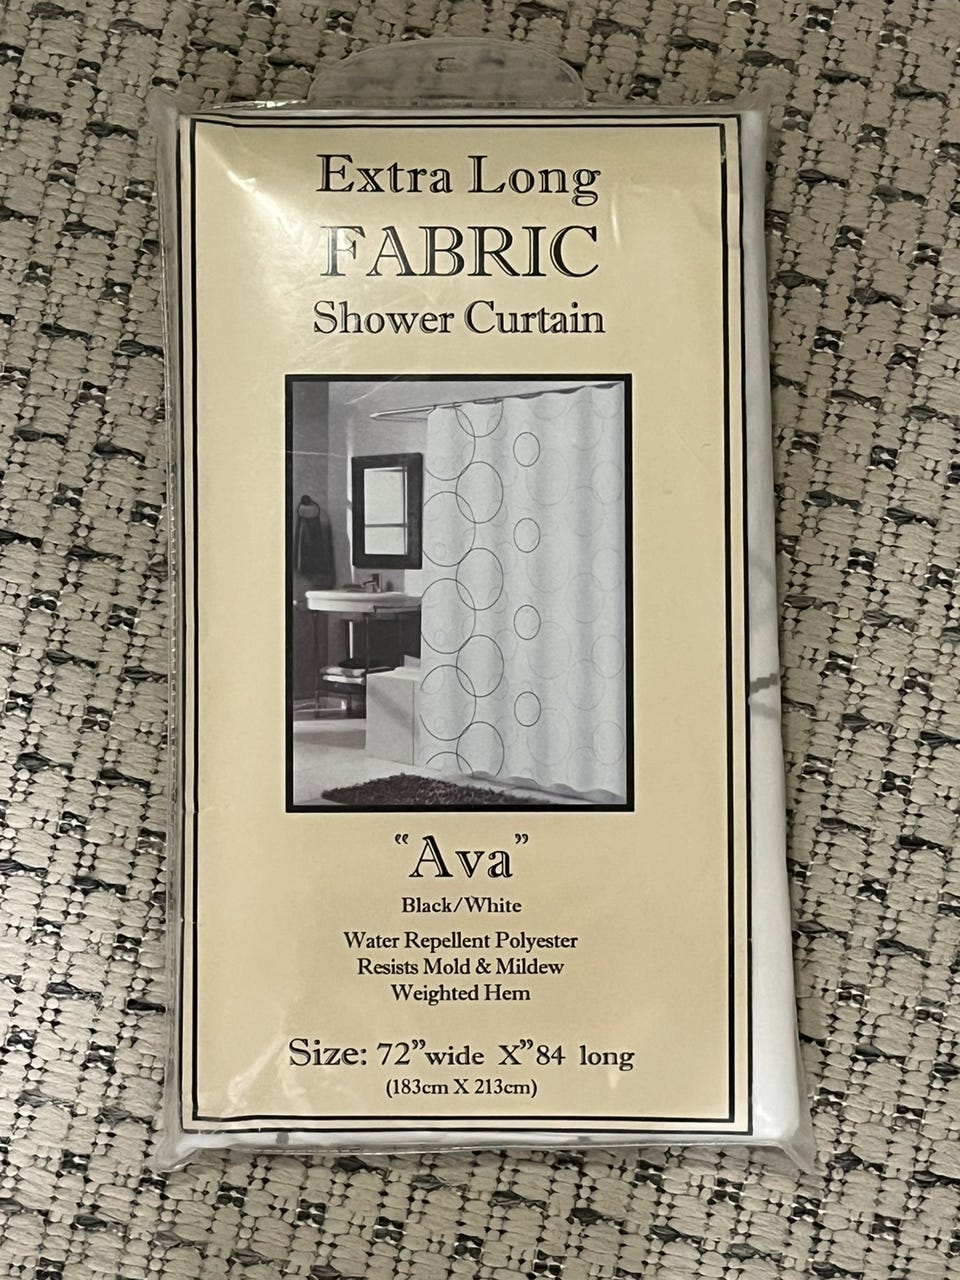 Extra Long
FABRIC
Shower Curtain
“Ava”
Black/White
Water Repellent Polyester
Resists Mold & Mildew
Weighted Hem
Size: 72”wide X”84 long
(183cm X 213cm)